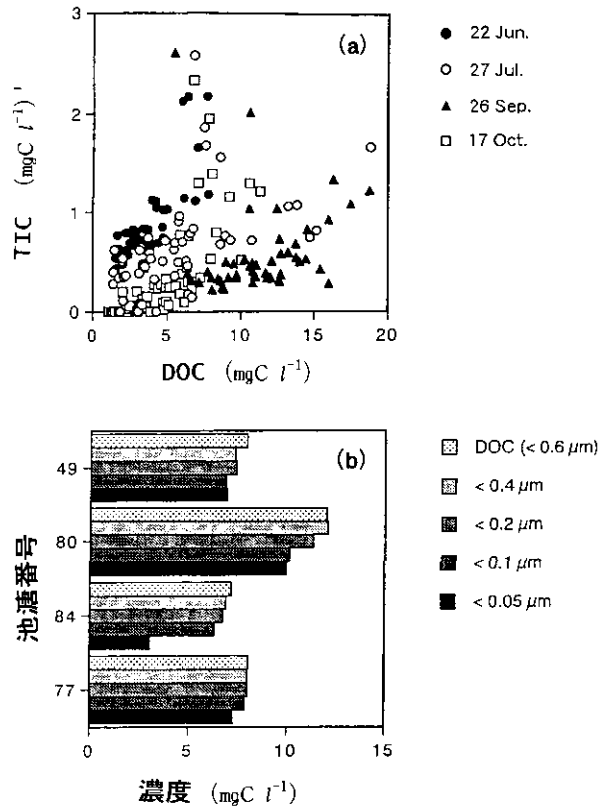 (a)
3
2
1
0
TIC (mgC l⁻¹)'
0 5 10 15 20
DOC (mgC l⁻¹)
22 Jun.
27 Jul.
26 Sep.
17 Oct.
(b)
49
80
84
77
池溏番号
0 5 10 15
濃度 (mgC l⁻¹)
DOC (< 0.6 μm)
< 0.4 μm
< 0.2 μm
< 0.1 μm
< 0.05 μm